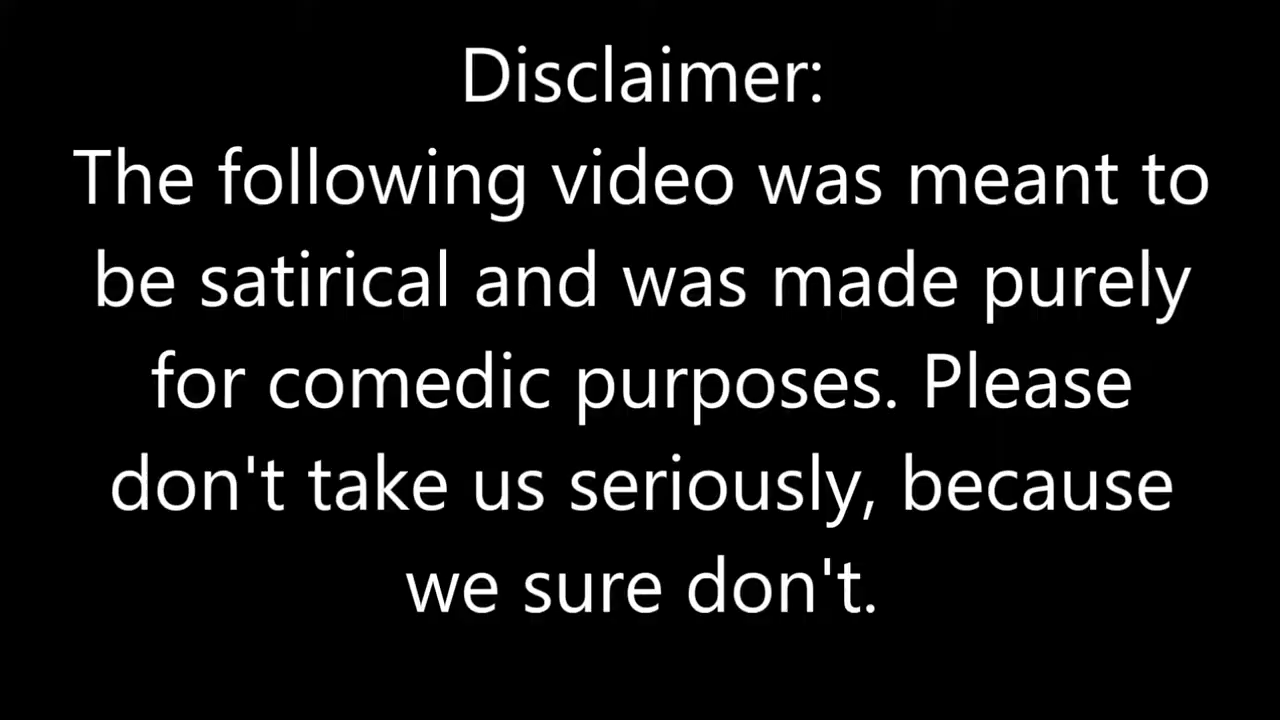 Disclaimer:
The following video was meant to
be satirical and was made purely
for comedic purposes. Please
don't take us seriously, because
we sure don't.